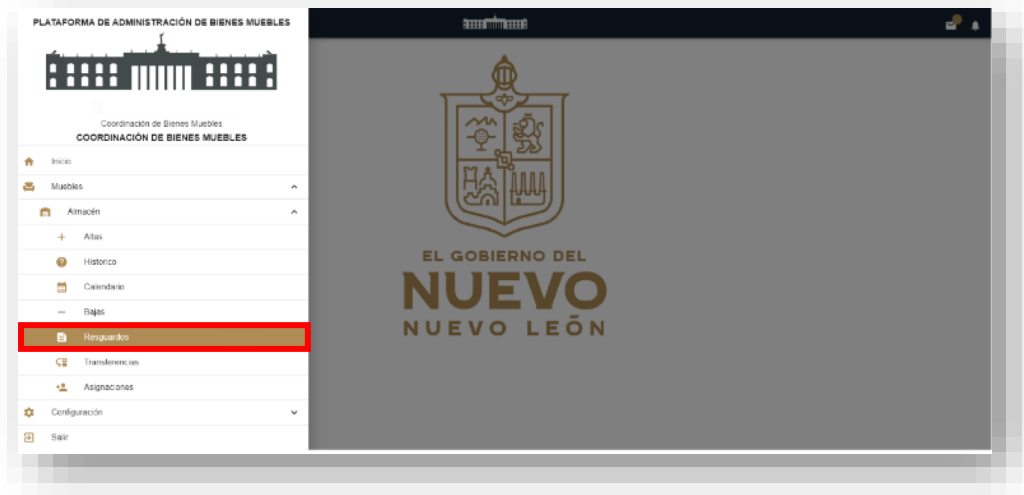 PLATAFORMA DE ADMINISTRACIÓN DE BIENES MUEBLES
Coordinación de Bienes Muebles
COORDINACIÓN DE BIENES MUEBLES
Inicio
Muebles
Almacén
Altas
Historico
Calendario
Bajas
Resguardos
Transferencias
Asignaciones
Configuración
Salir
EL GOBIERNO DEL
NUEVO
NUEVO LEÓN